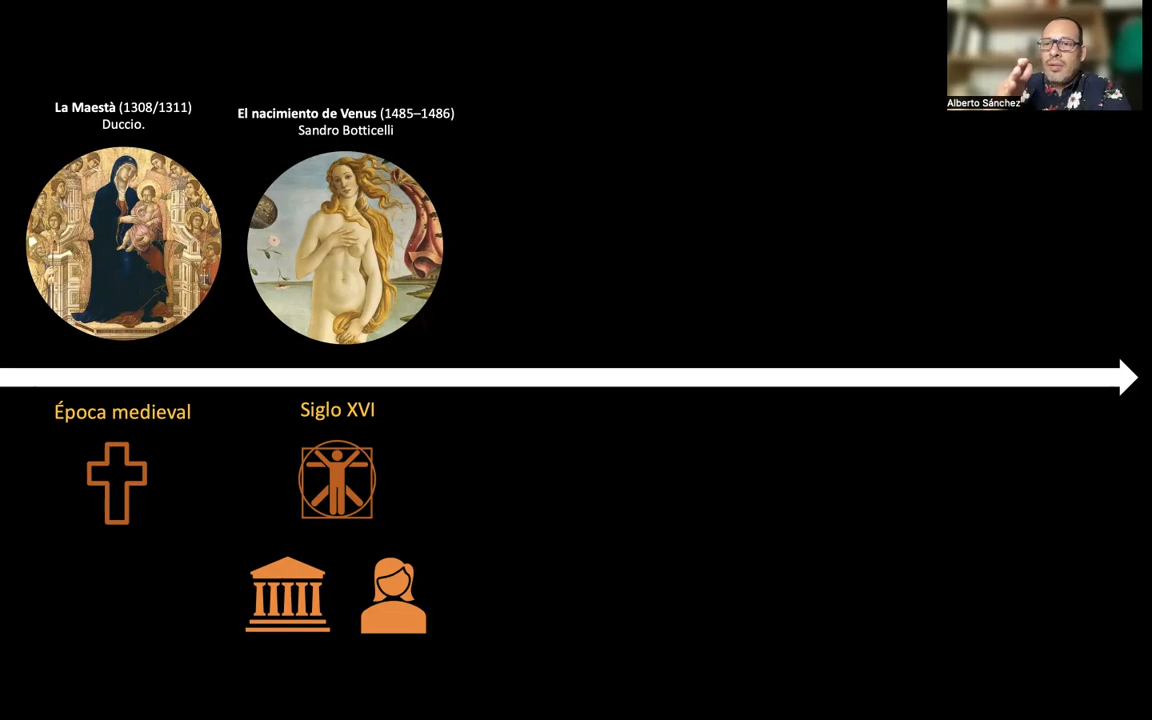 La Maestà (1308/1311)
Duccio.
El nacimiento de Venus (1485–1486)
Sandro Botticelli
Alberto Sánchez
Época medieval
Siglo XVI